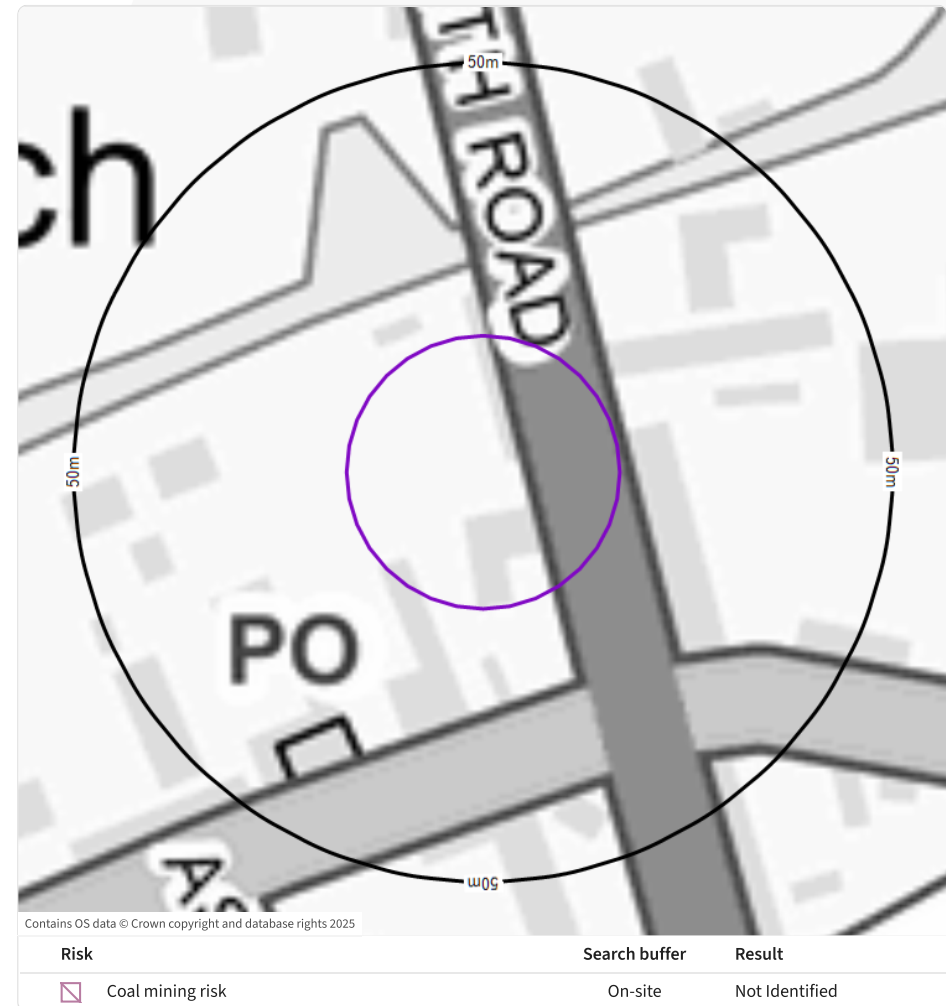 TH ROAD
50m
ch
50m
50m
PO
50m
AS
Contains OS data © Crown copyright and database rights 2025
Risk Search buffer Result
Coal mining risk On-site Not Identified